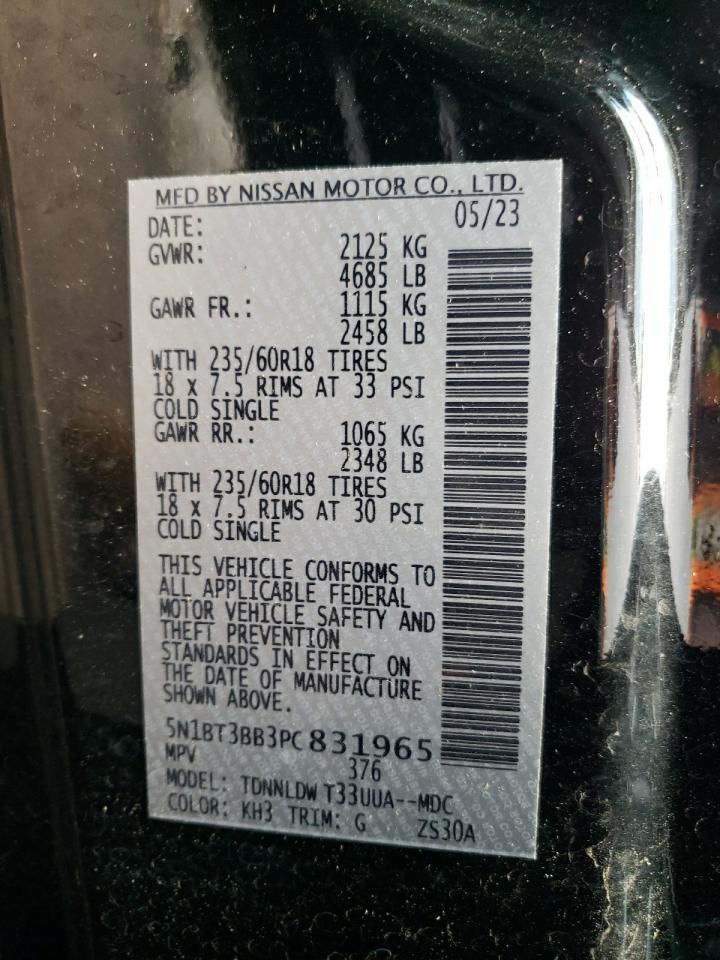 MFD BY NISSAN MOTOR CO., LTD.
DATE: 05/23
GVWR: 2125 KG
4685 LB
GAWR FR.: 1115 KG
2458 LB
WITH 235/60R18 TIRES
18 x 7.5 RIMS AT 33 PSI
COLD SINGLE
GAWR RR.: 1065 KG
2348 LB
WITH 235/60R18 TIRES
18 x 7.5 RIMS AT 30 PSI
COLD SINGLE
THIS VEHICLE CONFORMS TO
ALL APPLICABLE FEDERAL
MOTOR VEHICLE SAFETY AND
THEFT PREVENTION
STANDARDS IN EFFECT ON
THE DATE OF MANUFACTURE
SHOWN ABOVE.
5N1BT3BB3PC831965
MPV 376
MODEL: TDNNLDW T33UUA--MDC
COLOR: KH3 TRIM: G ZS30A